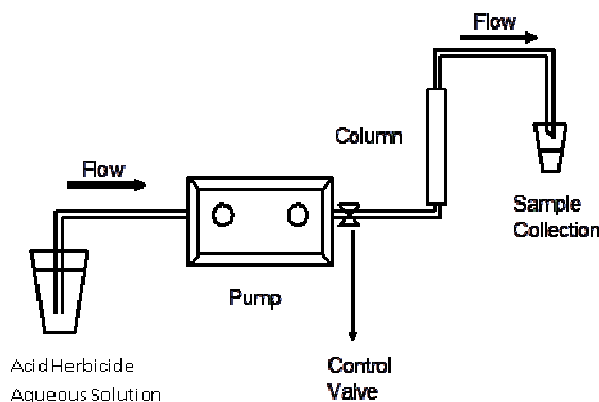 Flow
Column
Flow
Sample
Collection
Pump
Acid Herbicide
Aqueous Solution
Control
Valve